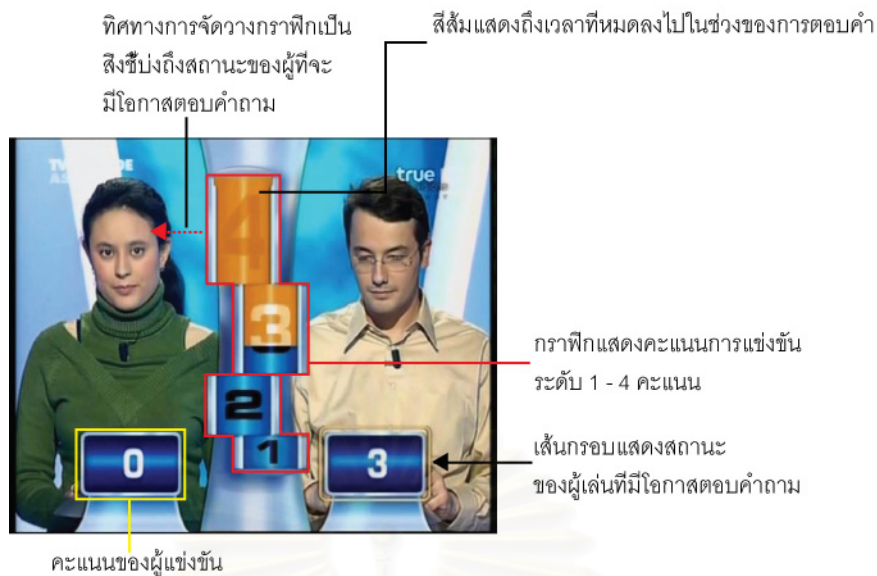 ทิศทางการจัดวางกราฟิกเป็น
สิ่งชี้บ่งถึงสถานะของผู้ที่จะ
มีโอกาสตอบคำถาม
สีส้มแสดงถึงเวลาที่หมดลงไปในช่วงของการตอบคำ
true
4
3
2
1
0
3
กราฟิกแสดงคะแนนการแข่งขัน
ระดับ 1 - 4 คะแนน
เส้นกรอบแสดงสถานะ
ของผู้เล่นที่มีโอกาสตอบคำถาม
คะแนนของผู้แข่งขัน